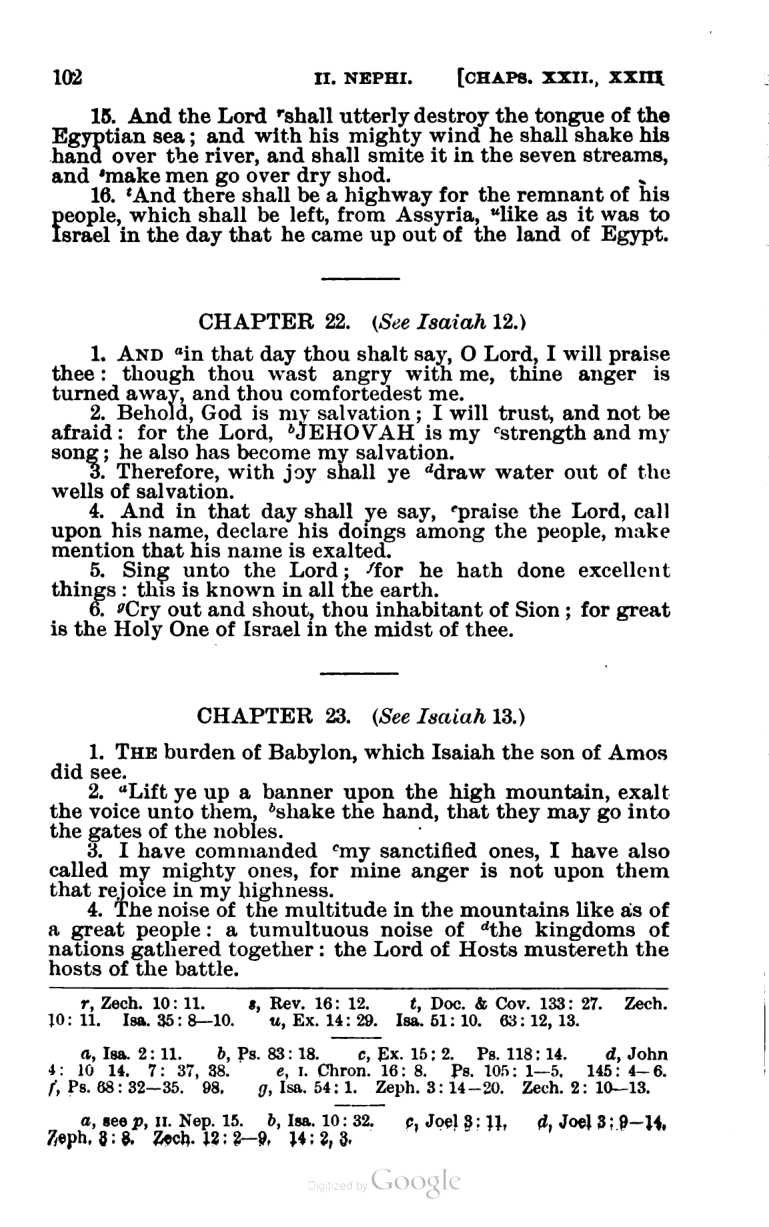 102 II. NEPHI. [CHAPS. XXII., XXIII
15. And the Lord ʳshall utterly destroy the tongue of the
Egyptian sea; and with his mighty wind he shall shake his
hand over the river, and shall smite it in the seven streams,
and ˢmake men go over dry shod.
16. ᵗAnd there shall be a highway for the remnant of his
people, which shall be left, from Assyria, ᵘlike as it was to
Israel in the day that he came up out of the land of Egypt.
CHAPTER 22. (See Isaiah 12.)
1. AND ᵃin that day thou shalt say, O Lord, I will praise
thee: though thou wast angry with me, thine anger is
turned away, and thou comfortedest me.
2. Behold, God is my salvation; I will trust, and not be
afraid: for the Lord, ᵇJEHOVAH is my ᶜstrength and my
song; he also has become my salvation.
3. Therefore, with joy shall ye ᵈdraw water out of the
wells of salvation.
4. And in that day shall ye say, ᵉpraise the Lord, call
upon his name, declare his doings among the people, make
mention that his name is exalted.
5. Sing unto the Lord; ᶠfor he hath done excellent
things: this is known in all the earth.
6. ᵍCry out and shout, thou inhabitant of Sion; for great
is the Holy One of Israel in the midst of thee.
CHAPTER 23. (See Isaiah 13.)
1. THE burden of Babylon, which Isaiah the son of Amos
did see.
2. ᵃLift ye up a banner upon the high mountain, exalt
the voice unto them, ᵇshake the hand, that they may go into
the gates of the nobles.
3. I have commanded ᶜmy sanctified ones, I have also
called my mighty ones, for mine anger is not upon them
that rejoice in my highness.
4. The noise of the multitude in the mountains like as of
a great people: a tumultuous noise of ᵈthe kingdoms of
nations gathered together: the Lord of Hosts mustereth the
hosts of the battle.
r, Zech. 10: 11. s, Rev. 16: 12. t, Doc. & Cov. 133: 27. Zech.
10: 11. Isa. 35: 8—10. u, Ex. 14: 29. Isa. 51: 10. 63: 12, 13.
a, Isa. 2: 11. b, Ps. 83: 18. c, Ex. 15: 2. Ps. 118: 14. d, John
4: 10 14. 7: 37, 38. e, I. Chron. 16: 8. Ps. 105: 1—5. 145: 4—6.
f, Ps. 68: 32—35. 98. g, Isa. 54: 1. Zeph. 3: 14—20. Zech. 2: 10—13.
a, see p, II. Nep. 15. b, Isa. 10: 32. c, Joel 3: 11, d, Joel 3: 9—14.
Zeph. 3: 8. Zech. 12: 2—9, 14: 2, 3.
Digitized by Google